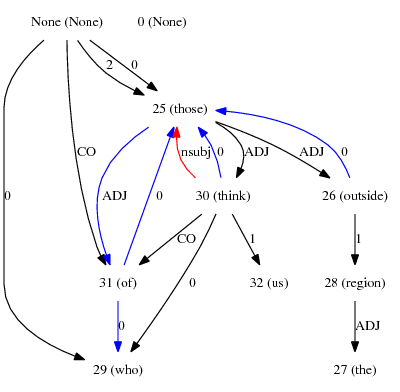 None (None) 0 (None)
2 0
25 (those)
CO ADJ 0 nsubj 0 ADJ ADJ 0
0 30 (think) 26 (outside)
CO 1 1
31 (of) 0 32 (us) 28 (region)
0 ADJ
29 (who) 27 (the)